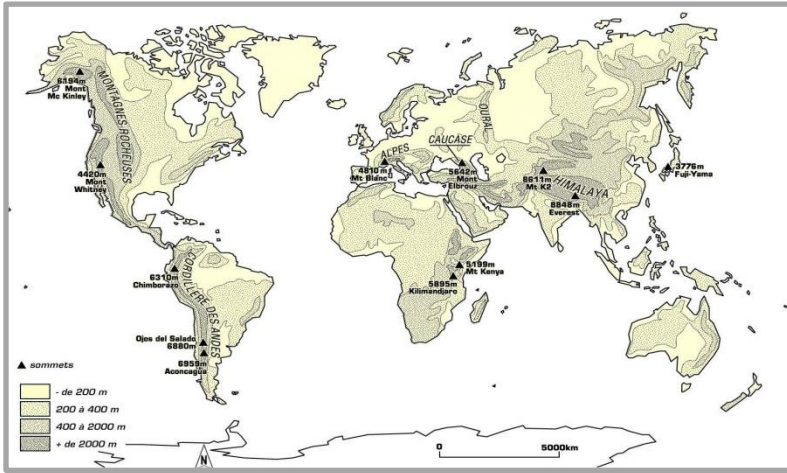 6194m
Mont
Mc Kinley
MONTAGNES ROCHEUSES
4420m
Mont
Whitney
6310m
Chimborazo
CORDILLÈRE DES ANDES
Ojos del Salado
6880m
6959m
Aconcagua
ALPES
4810m
Mt Blanc
CAUCASE
5642m
Mont
Elbrouz
OURAL
8611m
Mt K2
HIMALAYA
8848m
Everest
3776m
Fuji-Yama
5199m
Mt Kenya
5895m
Kilimandjaro
sommets
- de 200 m
200 à 400 m
400 à 2000 m
+ de 2000 m
N
0 5000km